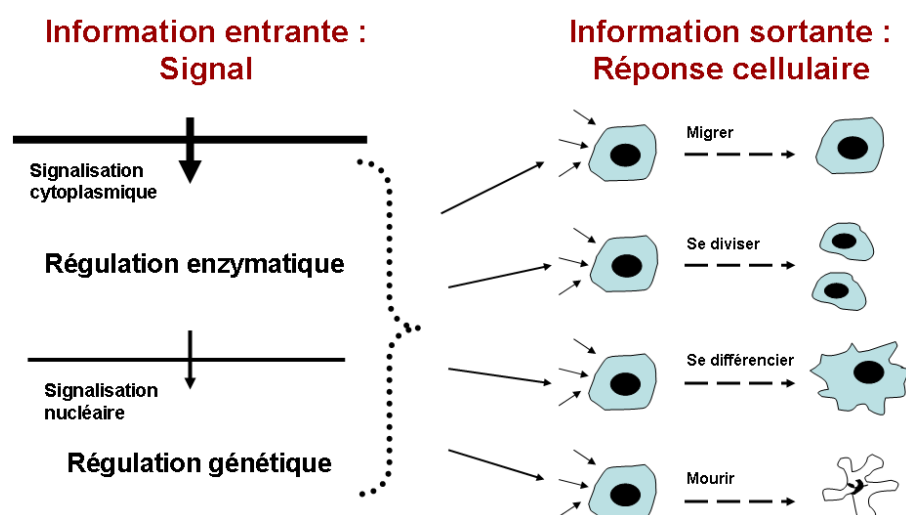 Information entrante :
Signal
Information sortante :
Réponse cellulaire
Signalisation
cytoplasmique
Régulation enzymatique
Signalisation
nucléaire
Régulation génétique
Migrer
Se diviser
Se différencier
Mourir